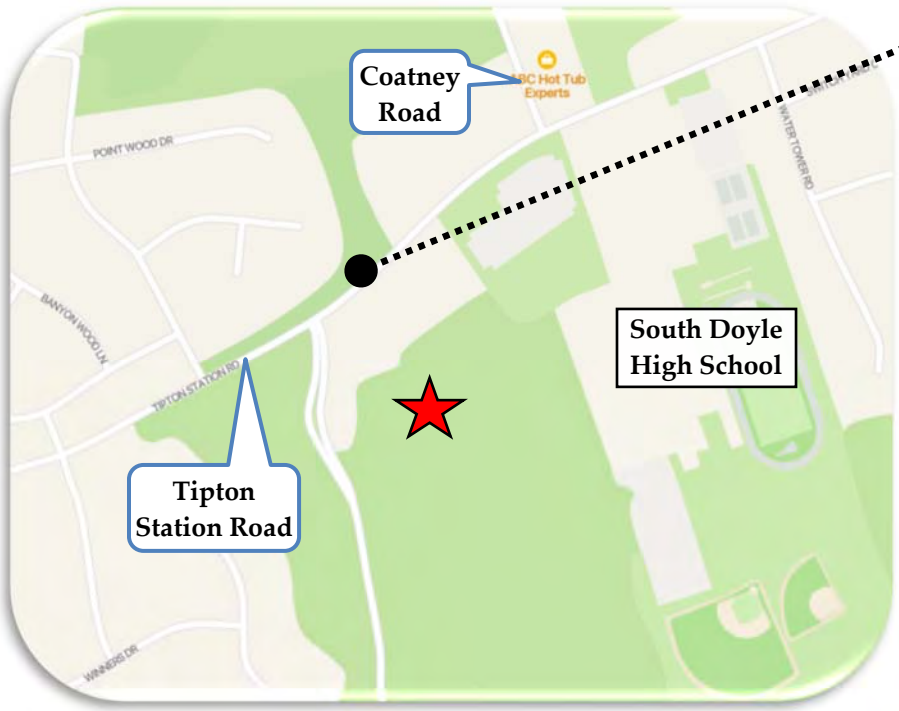 Coatney
Road
ABC Hot Tub
Experts
POINT WOOD DR
WATER TOWER RD
BANYON WOOD LN
South Doyle
High School
TIPTON STATION RD
Tipton
Station Road
WINNERS DR